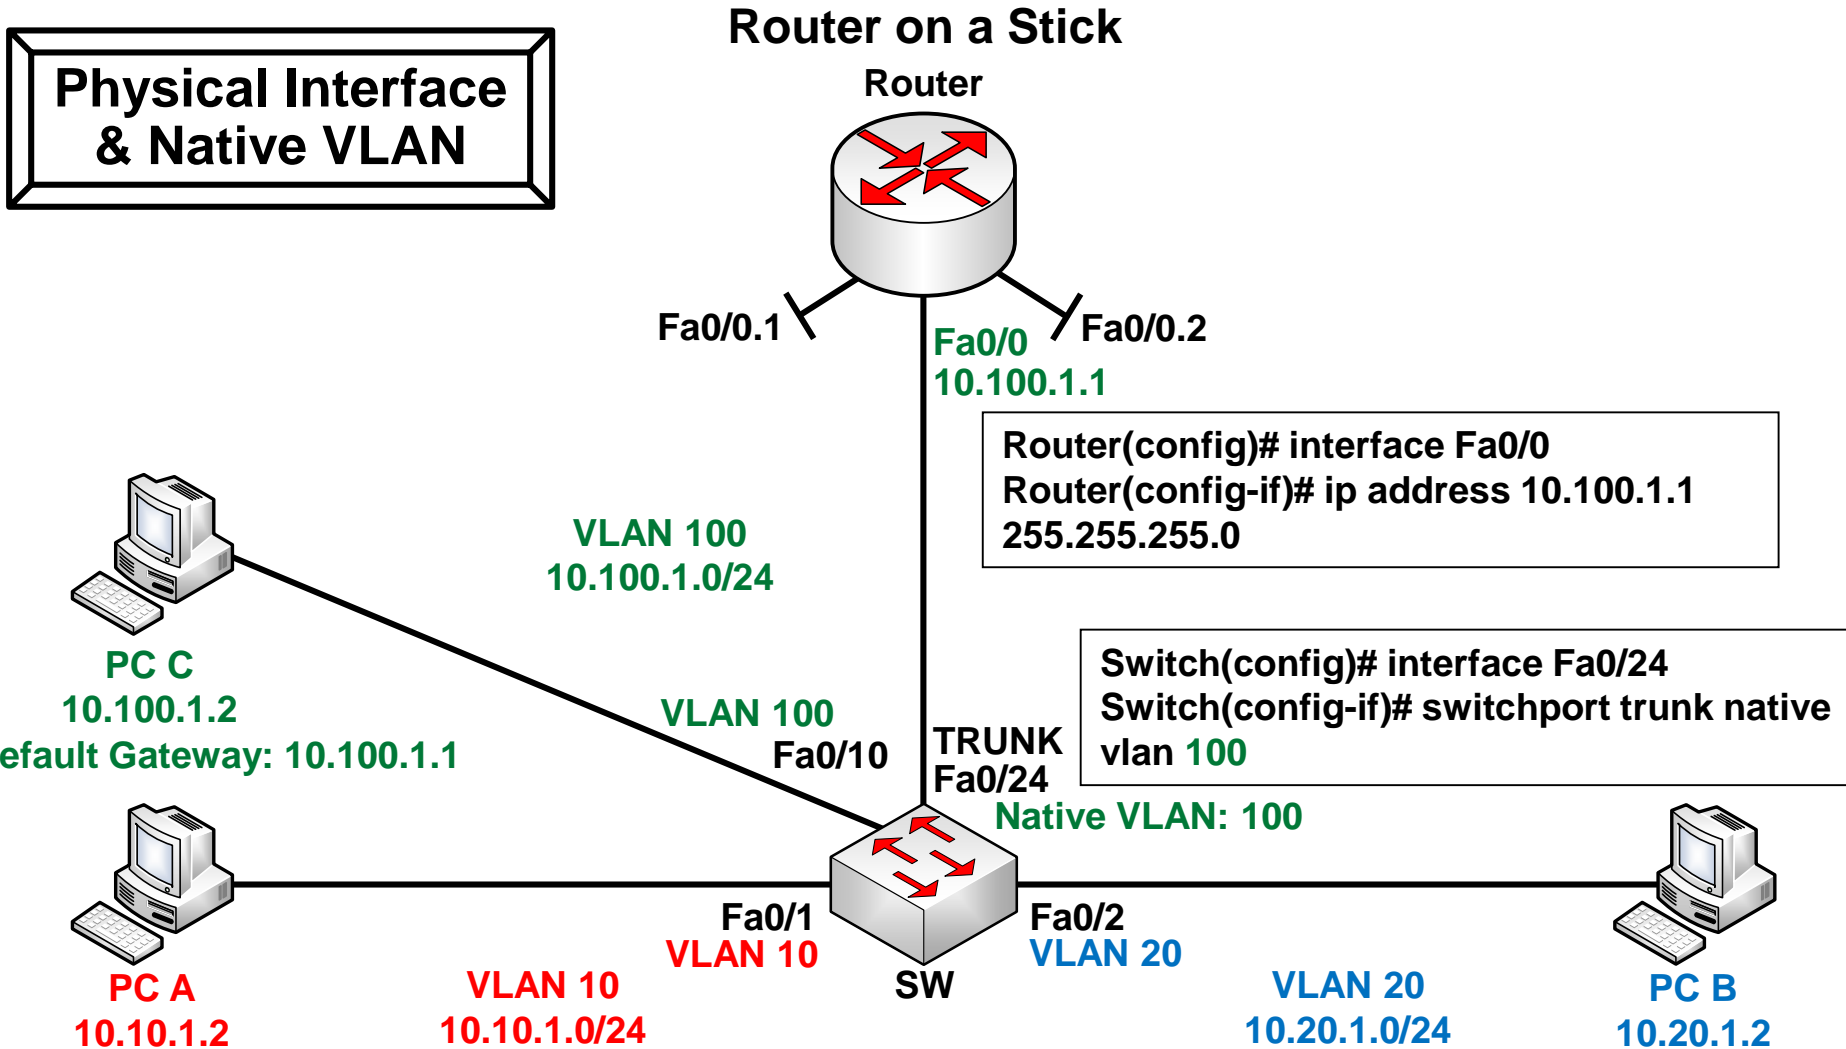 Router on a Stick
Physical Interface
& Native VLAN
Router
Fa0/0.1
Fa0/0.2
Fa0/0
10.100.1.1
Router(config)# interface Fa0/0
Router(config-if)# ip address 10.100.1.1
255.255.255.0
VLAN 100
10.100.1.0/24
PC C
10.100.1.2
efault Gateway: 10.100.1.1
VLAN 100
Fa0/10
TRUNK
Fa0/24
Native VLAN: 100
Switch(config)# interface Fa0/24
Switch(config-if)# switchport trunk native
vlan 100
Fa0/1
VLAN 10
Fa0/2
VLAN 20
SW
PC A
10.10.1.2
VLAN 10
10.10.1.0/24
VLAN 20
10.20.1.0/24
PC B
10.20.1.2